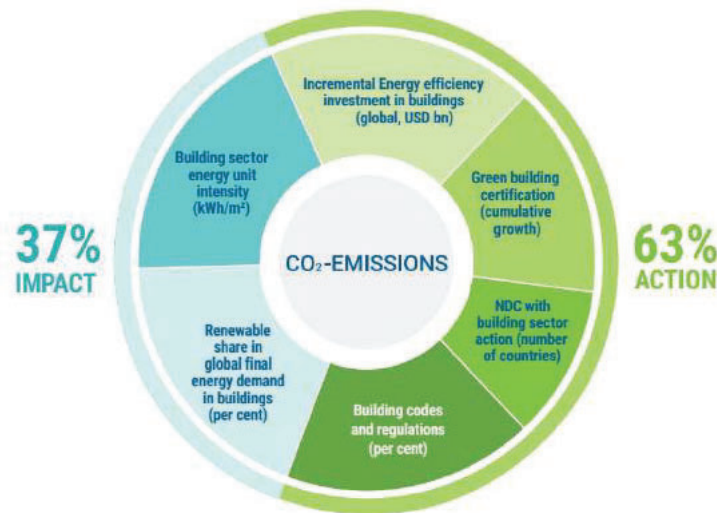 Incremental Energy efficiency
investment in buildings
(global, USD bn)
Building sector
energy unit
intensity
(kWh/m²)
Green building
certification
(cumulative
growth)
37%
IMPACT
CO₂-EMISSIONS
63%
ACTION
NDC with
building sector
action (number
of countries)
Renewable
share in
global final
energy demand
in buildings
(per cent)
Building codes
and regulations
(per cent)